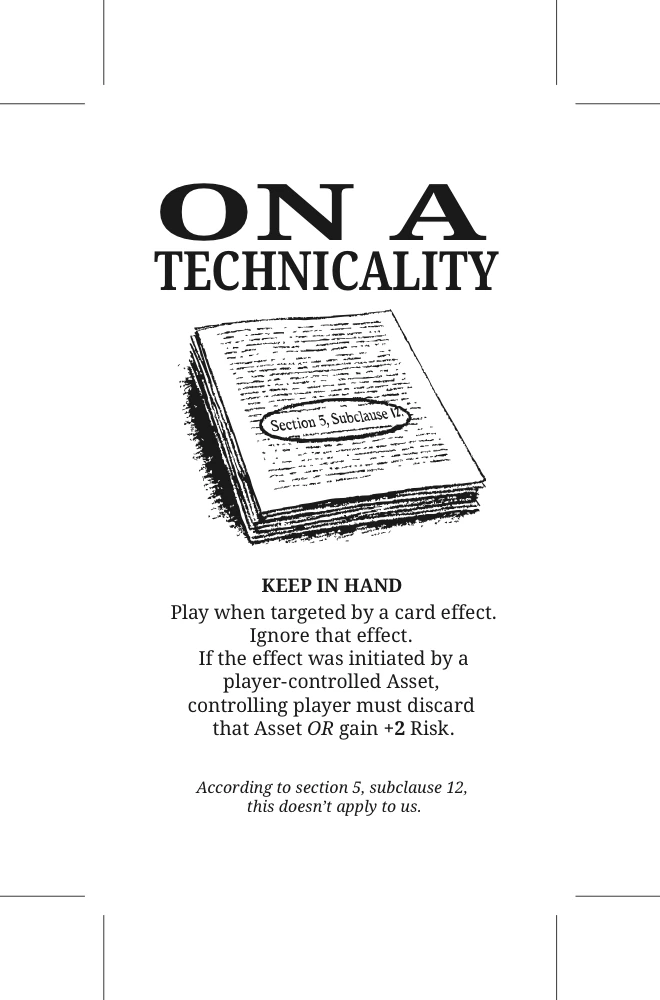 ON A
TECHNICALITY
Section 5, Subclause 12.
KEEP IN HAND
Play when targeted by a card effect.
Ignore that effect.
If the effect was initiated by a
player-controlled Asset,
controlling player must discard
that Asset OR gain +2 Risk.
According to section 5, subclause 12,
this doesn’t apply to us.